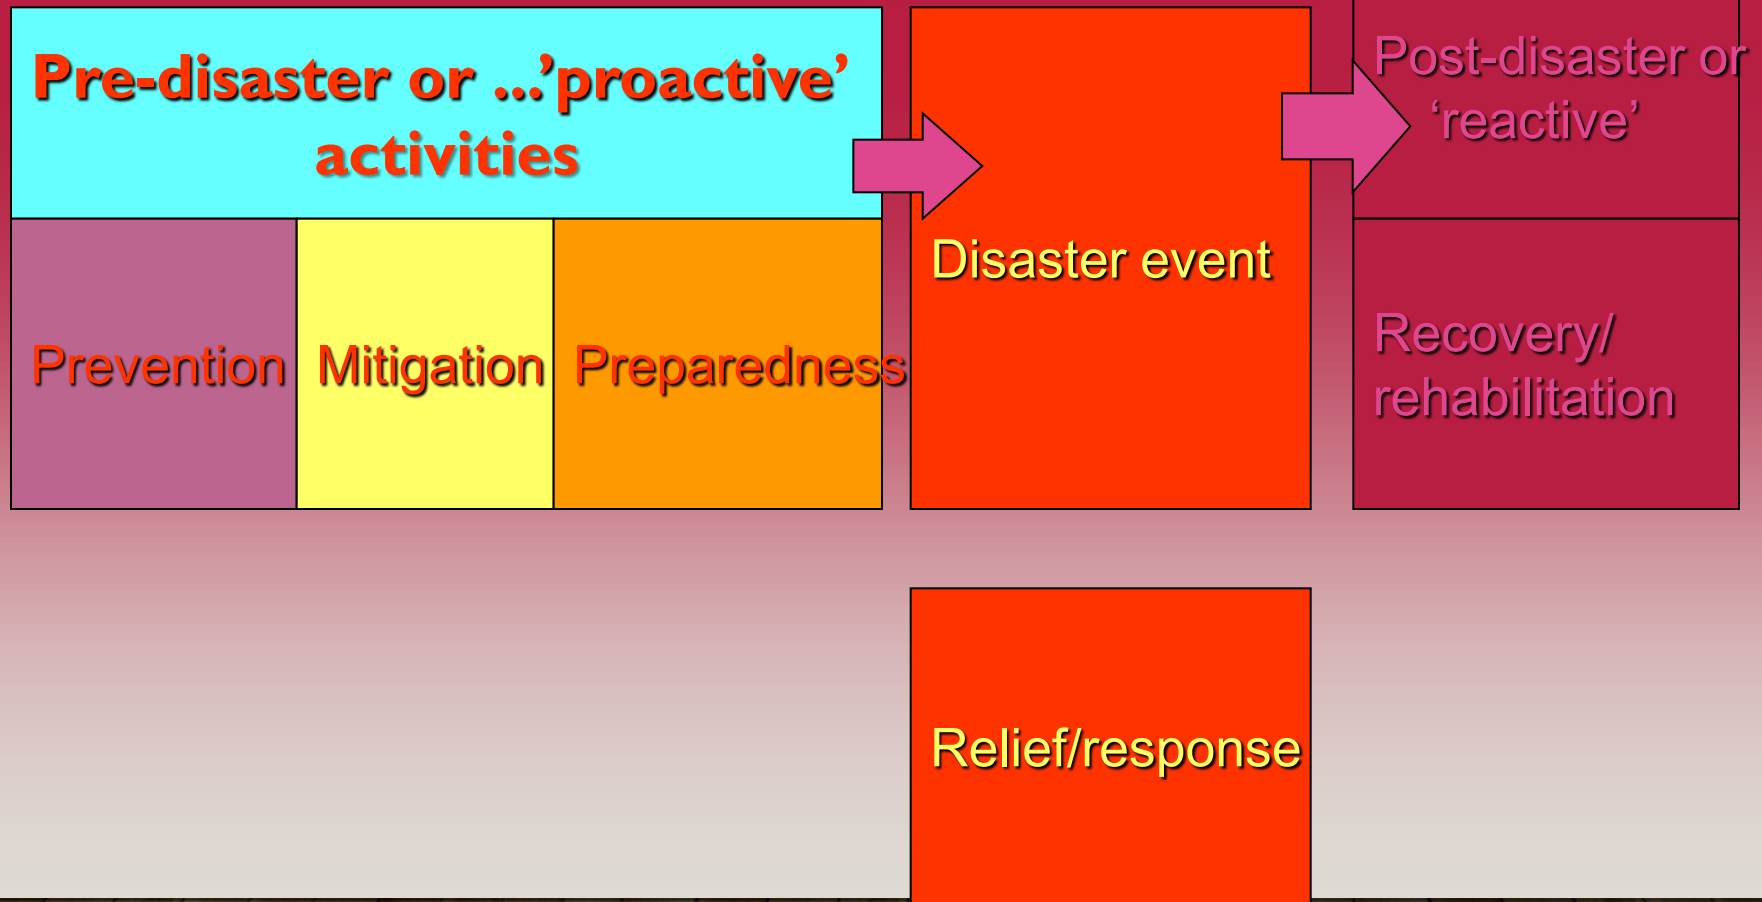 Pre-disaster or ...’proactive’
activities
Prevention
Mitigation
Preparedness
Disaster event
Relief/response
Post-disaster or
‘reactive’
Recovery/
rehabilitation